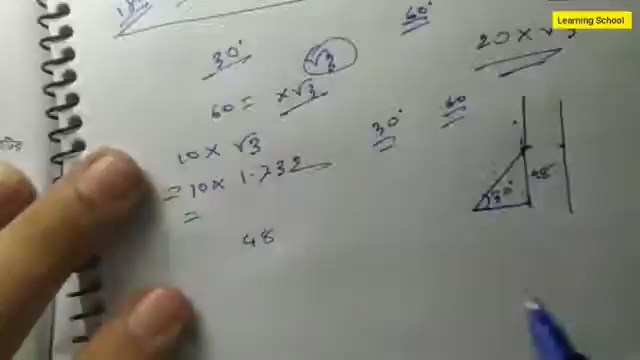 Learning School
60°
20 × √3
30°
√3
60 = ×√3
30°
60
10 × √3
= 10 × 1.732
=
48
30°
48